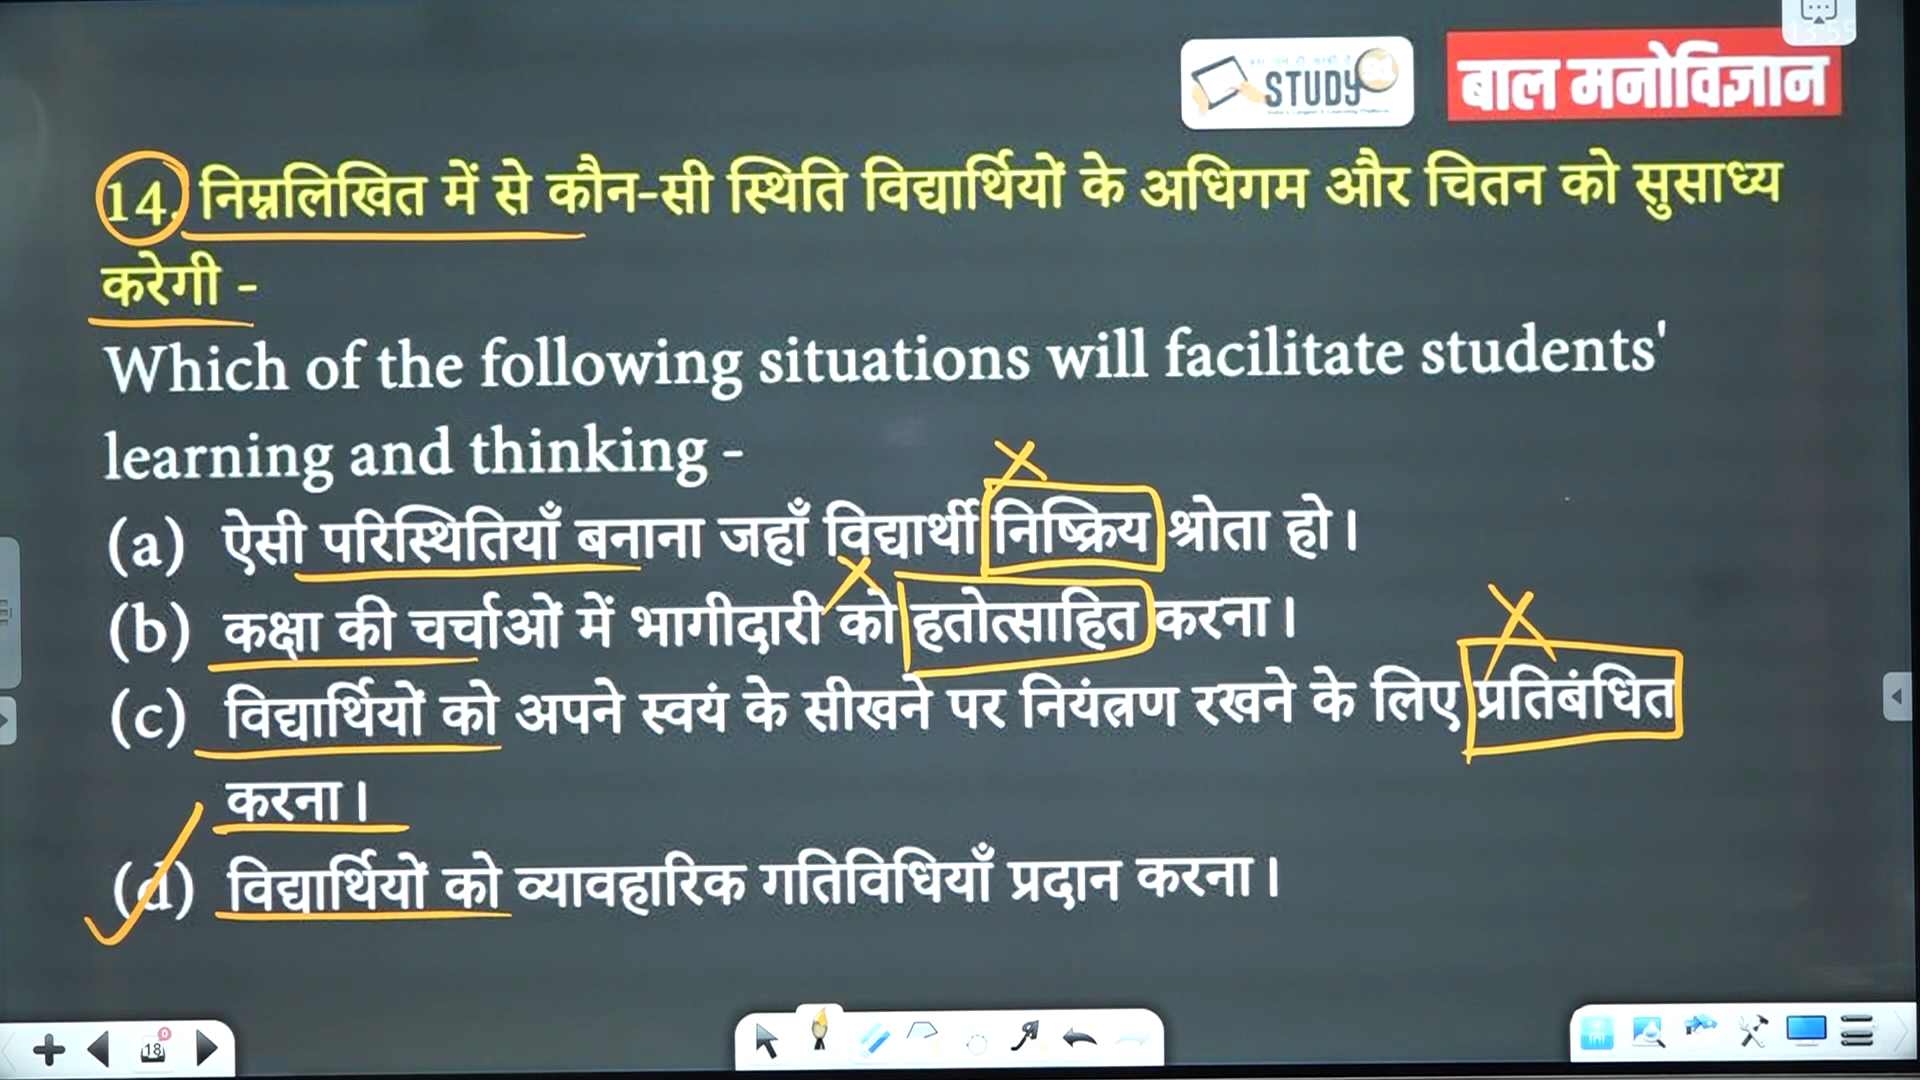 STUDY
बाल मनोविज्ञान
14. निम्नलिखित में से कौन-सी स्थिति विद्यार्थियों के अधिगम और चितन को सुसाध्य
करेगी -
Which of the following situations will facilitate students'
learning and thinking -
(a) ऐसी परिस्थितियाँ बनाना जहाँ विद्यार्थी निष्क्रिय श्रोता हो।
(b) कक्षा की चर्चाओं में भागीदारी को हतोत्साहित करना।
(c) विद्यार्थियों को अपने स्वयं के सीखने पर नियंत्रण रखने के लिए प्रतिबंधित
करना।
(d) विद्यार्थियों को व्यावहारिक गतिविधियाँ प्रदान करना।
18